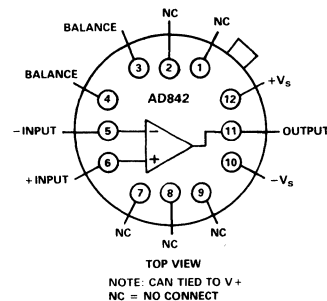 NC
BALANCE
NC
3
2
1
BALANCE
4
AD842
12
+Vs
-INPUT
5
−
11
OUTPUT
+INPUT
6
+
10
-Vs
7
8
9
NC
NC
NC
TOP VIEW
NOTE: CAN TIED TO V+
NC = NO CONNECT